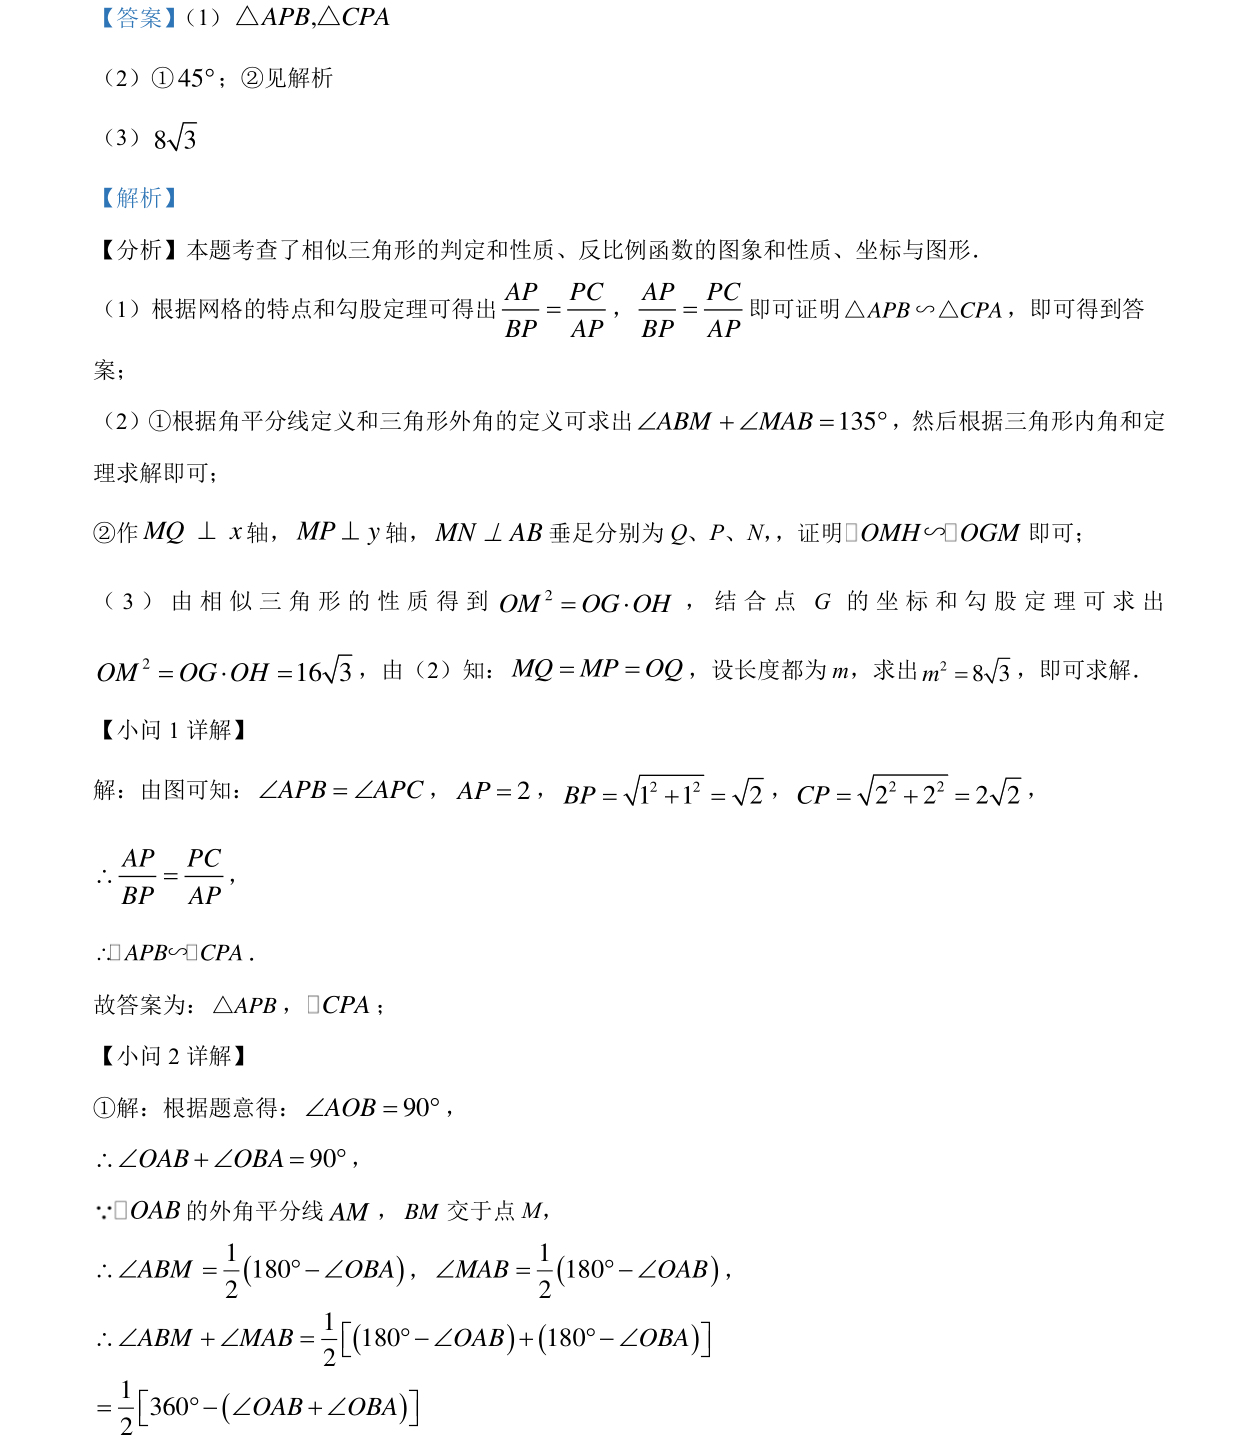 【答案】（1）△APB,△CPA
（2）①45°；②见解析
（3）8√3
【解析】
【分析】本题考查了相似三角形的判定和性质、反比例函数的图象和性质、坐标与图形．
（1）根据网格的特点和勾股定理可得出 AP/BP = PC/AP， AP/BP = PC/AP 即可证明△APB∽△CPA，即可得到答
案；
（2）①根据角平分线定义和三角形外角的定义可求出∠ABM + ∠MAB = 135°，然后根据三角形内角和定
理求解即可；
②作 MQ ⊥ x 轴，MP ⊥ y 轴，MN ⊥ AB 垂足分别为 Q、P、N，，证明□OMH∽□OGM 即可；
（3）由相似三角形的性质得到 OM² = OG·OH，结合点 G 的坐标和勾股定理可求出
OM² = OG·OH = 16√3，由（2）知：MQ = MP = OQ，设长度都为 m，求出 m² = 8√3，即可求解．
【小问 1 详解】
解：由图可知：∠APB = ∠APC，AP = 2，BP = √(1² + 1²) = √2，CP = √(2² + 2²) = 2√2，
∴ AP/BP = PC/AP，
∴□APB∽□CPA．
故答案为：△APB，□CPA；
【小问 2 详解】
①解：根据题意得：∠AOB = 90°，
∴∠OAB + ∠OBA = 90°，
∵□OAB 的外角平分线 AM，BM 交于点 M，
∴∠ABM = 1/2(180° − ∠OBA)，∠MAB = 1/2(180° − ∠OAB)，
∴∠ABM + ∠MAB = 1/2[(180° − ∠OAB) + (180° − ∠OBA)]
= 1/2[360° − (∠OAB + ∠OBA)]